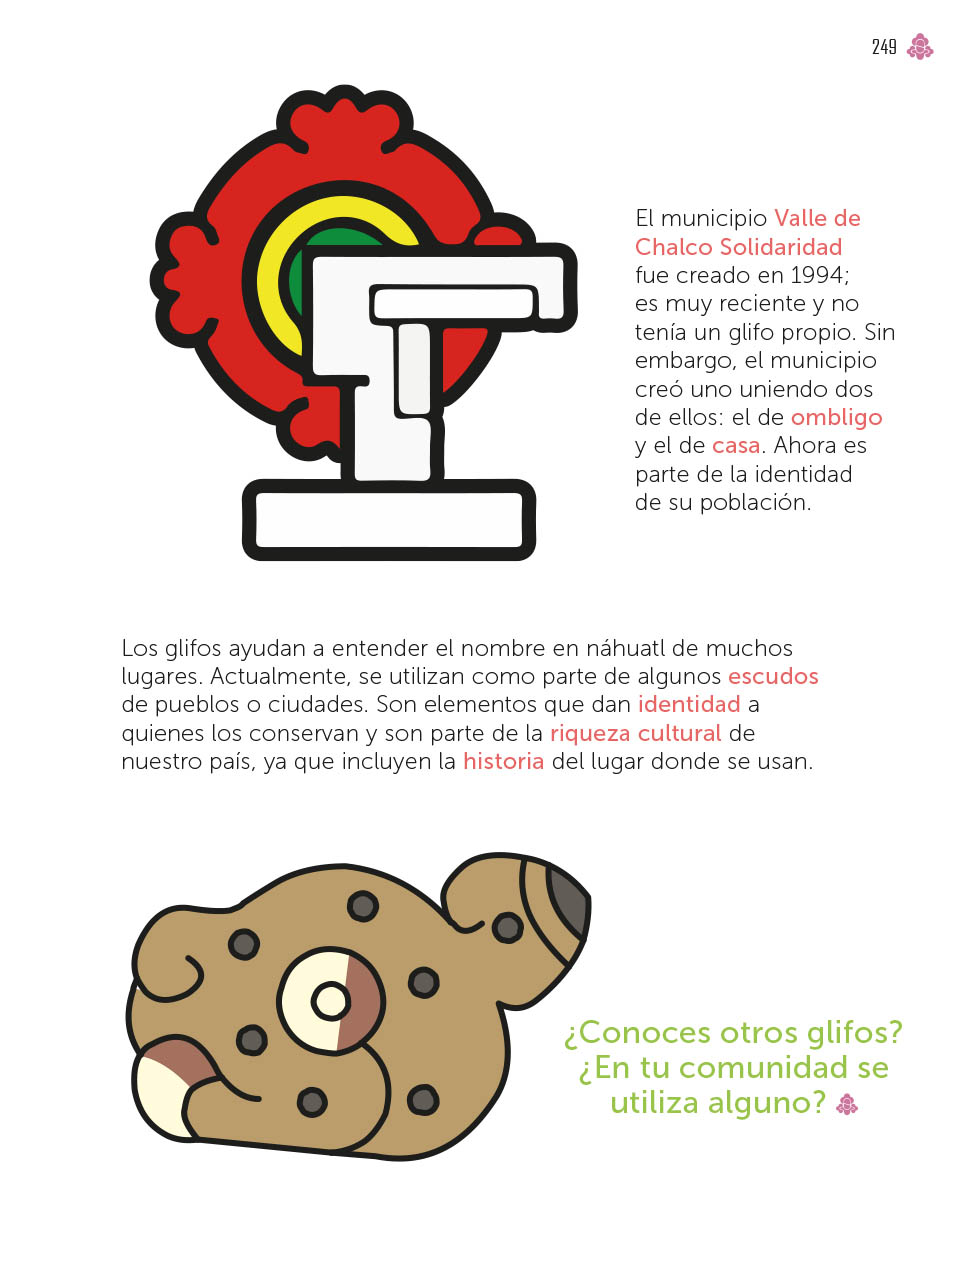 249
El municipio Valle de
Chalco Solidaridad
fue creado en 1994;
es muy reciente y no
tenía un glifo propio. Sin
embargo, el municipio
creó uno uniendo dos
de ellos: el de ombligo
y el de casa. Ahora es
parte de la identidad
de su población.
Los glifos ayudan a entender el nombre en náhuatl de muchos
lugares. Actualmente, se utilizan como parte de algunos escudos
de pueblos o ciudades. Son elementos que dan identidad a
quienes los conservan y son parte de la riqueza cultural de
nuestro país, ya que incluyen la historia del lugar donde se usan.
¿Conoces otros glifos?
¿En tu comunidad se
utiliza alguno?